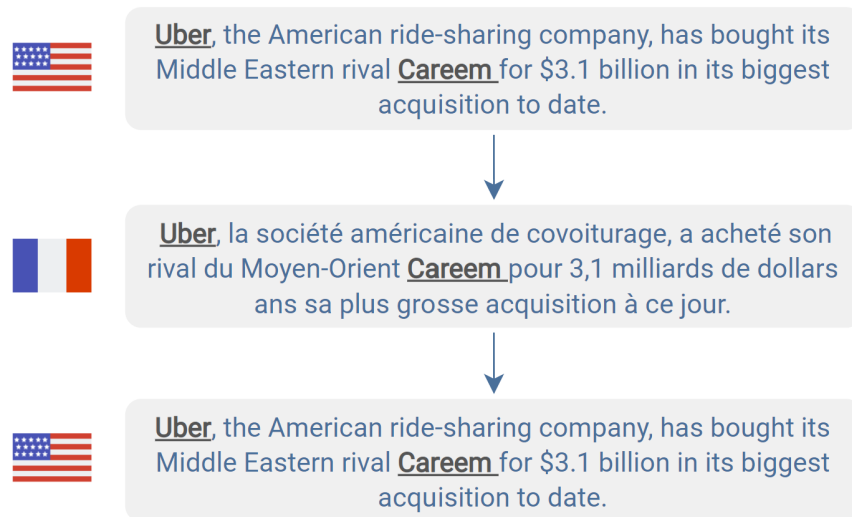 Uber, the American ride-sharing company, has bought its
Middle Eastern rival Careem for $3.1 billion in its biggest
acquisition to date.
Uber, la société américaine de covoiturage, a acheté son
rival du Moyen-Orient Careem pour 3,1 milliards de dollars
ans sa plus grosse acquisition à ce jour.
Uber, the American ride-sharing company, has bought its
Middle Eastern rival Careem for $3.1 billion in its biggest
acquisition to date.